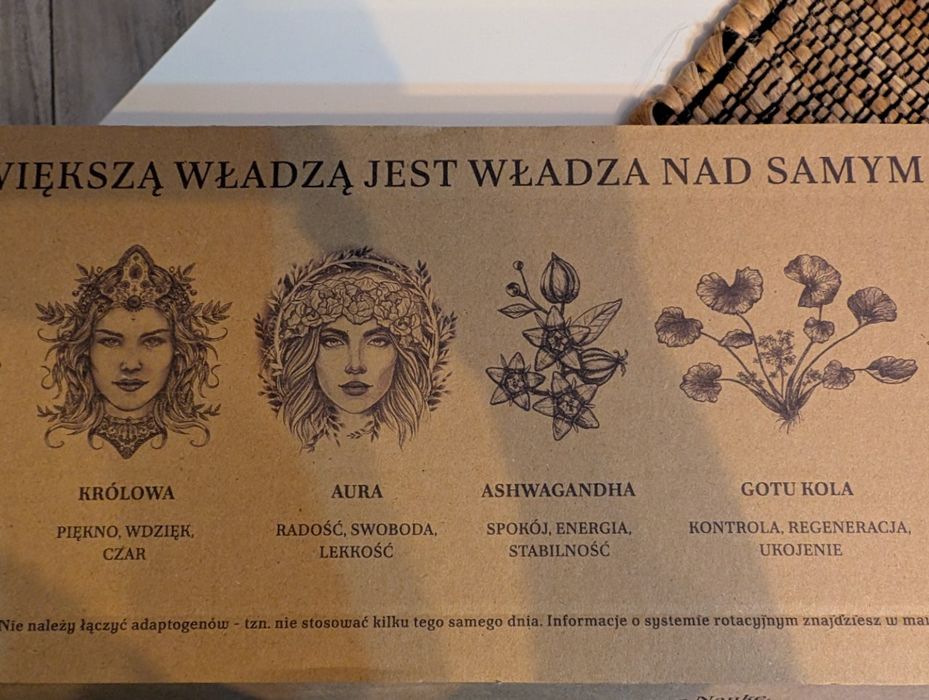 WIĘKSZĄ WŁADZĄ JEST WŁADZA NAD SAMYM
KRÓLOWA
PIĘKNO, WDZIĘK,
CZAR
AURA
RADOŚĆ, SWOBODA,
LEKKOŚĆ
ASHWAGANDHA
SPOKÓJ, ENERGIA,
STABILNOŚĆ
GOTU KOLA
KONTROLA, REGENERACJA,
UKOJENIE
Nie należy łączyć adaptogenów - tzn. nie stosować kilku tego samego dnia. Informacje o systemie rotacyjnym znajdziesz w